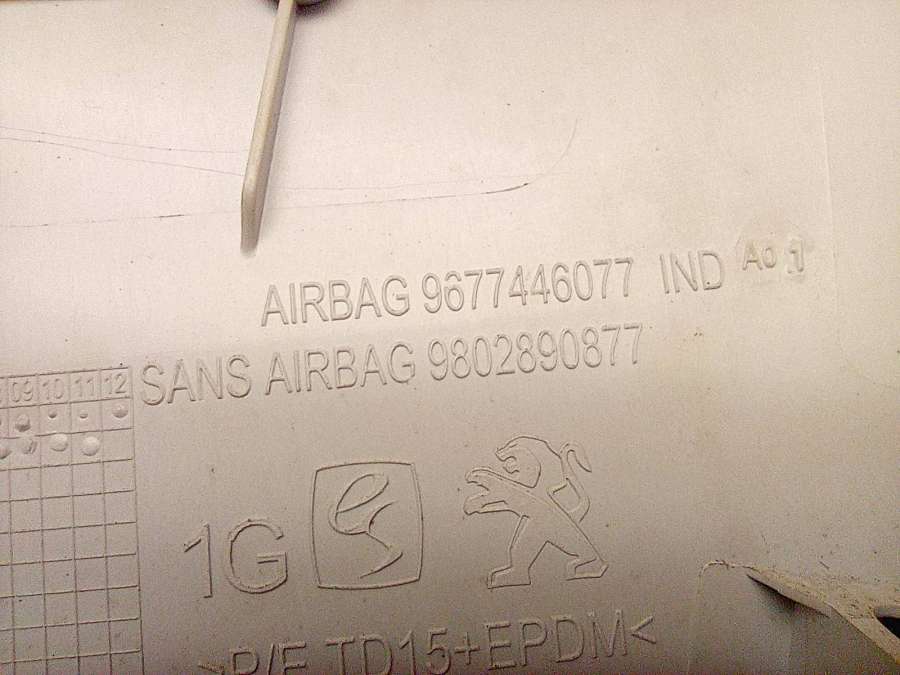 AIRBAG 9677446077 IND A0 1
SANS AIRBAG 9802890877
09 10 11 12
1G
>P/E TD15+EPDM<